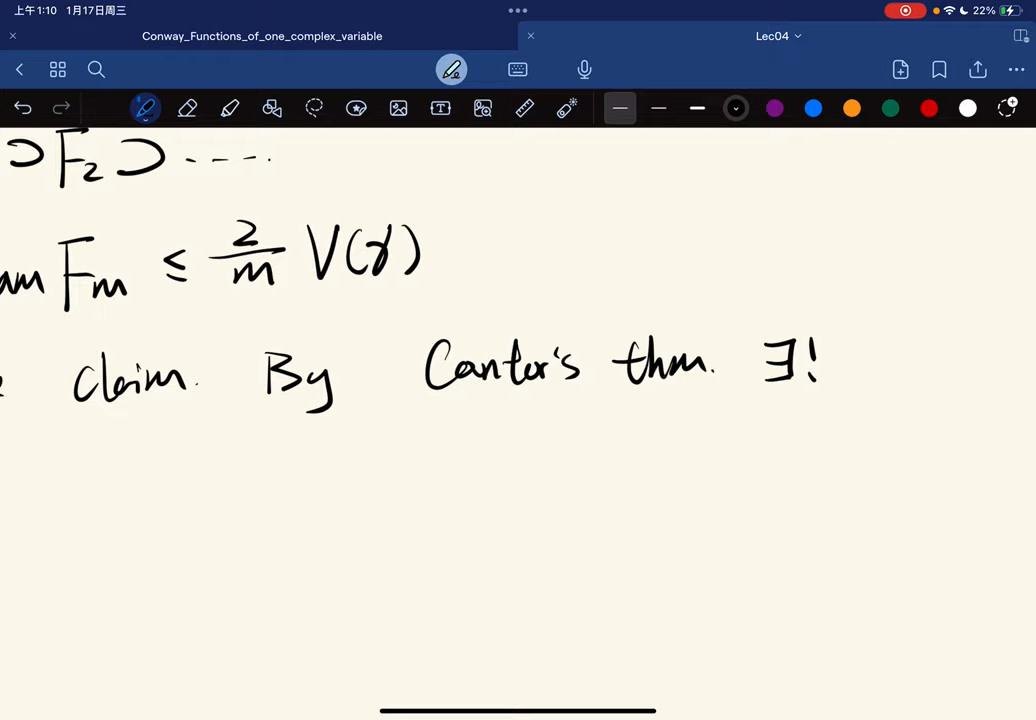 上午1:10 1月17日周三
22%
Conway_Functions_of_one_complex_variable
Lec04
⊃F₂⊃-----
am Fm ≤ 2/m V(γ)
claim. By Cantor's thm. ∃!